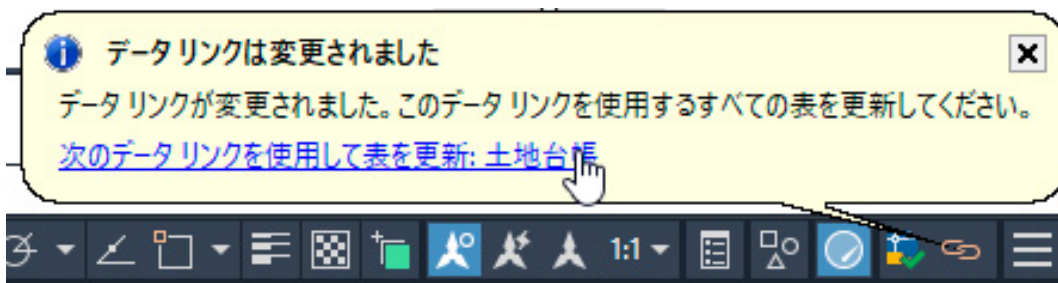 データ リンクは変更されました
データ リンクが変更されました。このデータ リンクを使用するすべての表を更新してください。
次のデータ リンクを使用して表を更新: 土地台帳
1:1